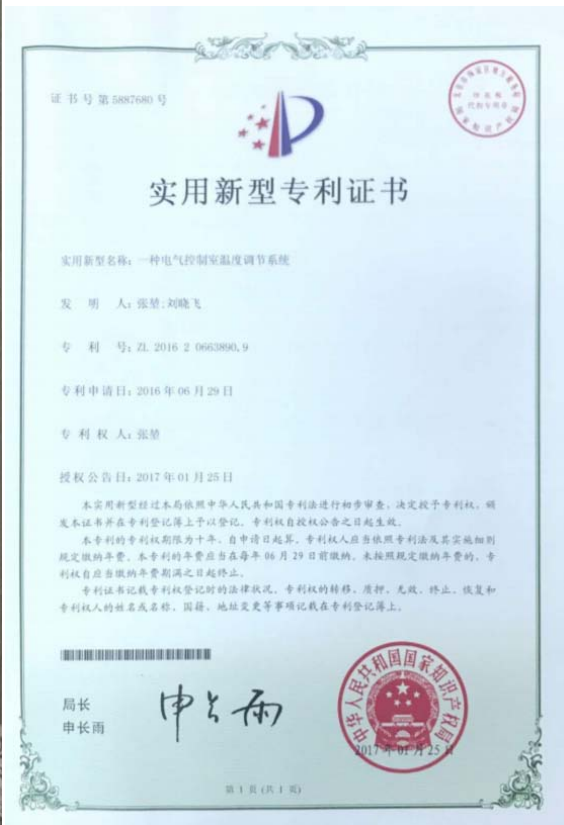 证书号第5887680号
实用新型专利证书
实用新型名称：一种电气控制室温度调节系统
发明人：张堃;刘晓飞
专利号：ZL 2016 2 0663890.9
专利申请日：2016年06月29日
专利权人：张堃
授权公告日：2017年01月25日
本实用新型经过本局依照中华人民共和国专利法进行初步审查，决定授予专利权，颁
发本证书并在专利登记簿上予以登记。专利权自授权公告之日起生效。
本专利的专利权期限为十年，自申请日起算。专利权人应当依照专利法及其实施细则
规定缴纳年费。本专利的年费应当在每年06月29日前缴纳。未按照规定缴纳年费的，专
利权自应当缴纳年费期满之日起终止。
专利证书记载专利权登记时的法律状况。专利权的转移、质押、无效、终止、恢复和
专利权人的姓名或名称、国籍、地址变更等事项记载在专利登记簿上。
局长
申长雨
申长雨
中华人民共和国国家知识产权局
2017年01月25日
第1页(共1页)